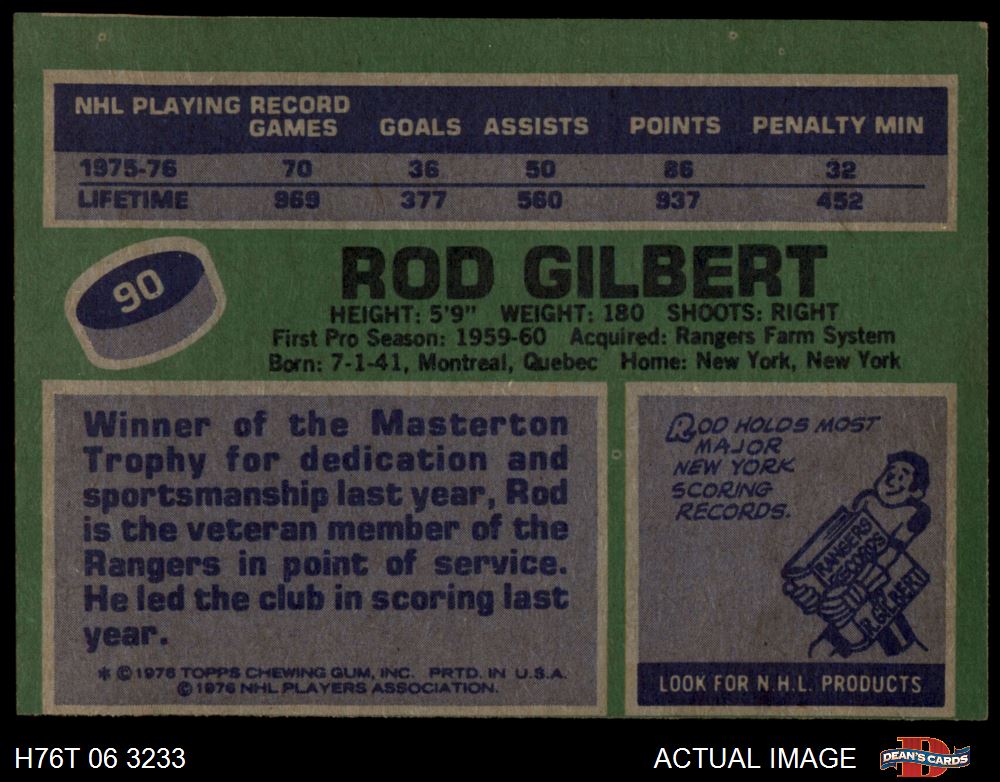 NHL PLAYING RECORD
GAMES GOALS ASSISTS POINTS PENALTY MIN
1975-76 70 36 50 86 32
LIFETIME 969 377 560 937 452
90
ROD GILBERT
HEIGHT: 5'9" WEIGHT: 180 SHOOTS: RIGHT
First Pro Season: 1959-60 Acquired: Rangers Farm System
Born: 7-1-41, Montreal, Quebec Home: New York, New York
Winner of the Masterton
Trophy for dedication and
sportsmanship last year, Rod
is the veteran member of the
Rangers in point of service.
He led the club in scoring last
year.
* © 1976 TOPPS CHEWING GUM, INC. PRTD. IN U.S.A.
© 1976 NHL PLAYERS ASSOCIATION.
ROD HOLDS MOST
MAJOR
NEW YORK
SCORING
RECORDS.
RANGERS
RECORDS
BY
R. GILBERT
LOOK FOR N.H.L. PRODUCTS
H76T 06 3233
ACTUAL IMAGE
DEAN'S CARDS